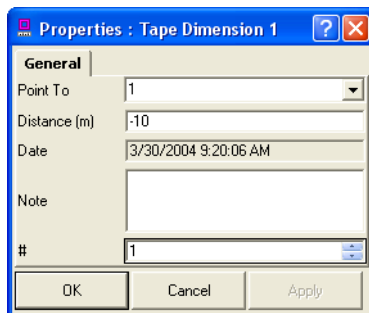 Properties : Tape Dimension 1
General
Point To 1
Distance (m) -10
Date 3/30/2004 9:20:06 AM
Note
# 1
OK Cancel Apply